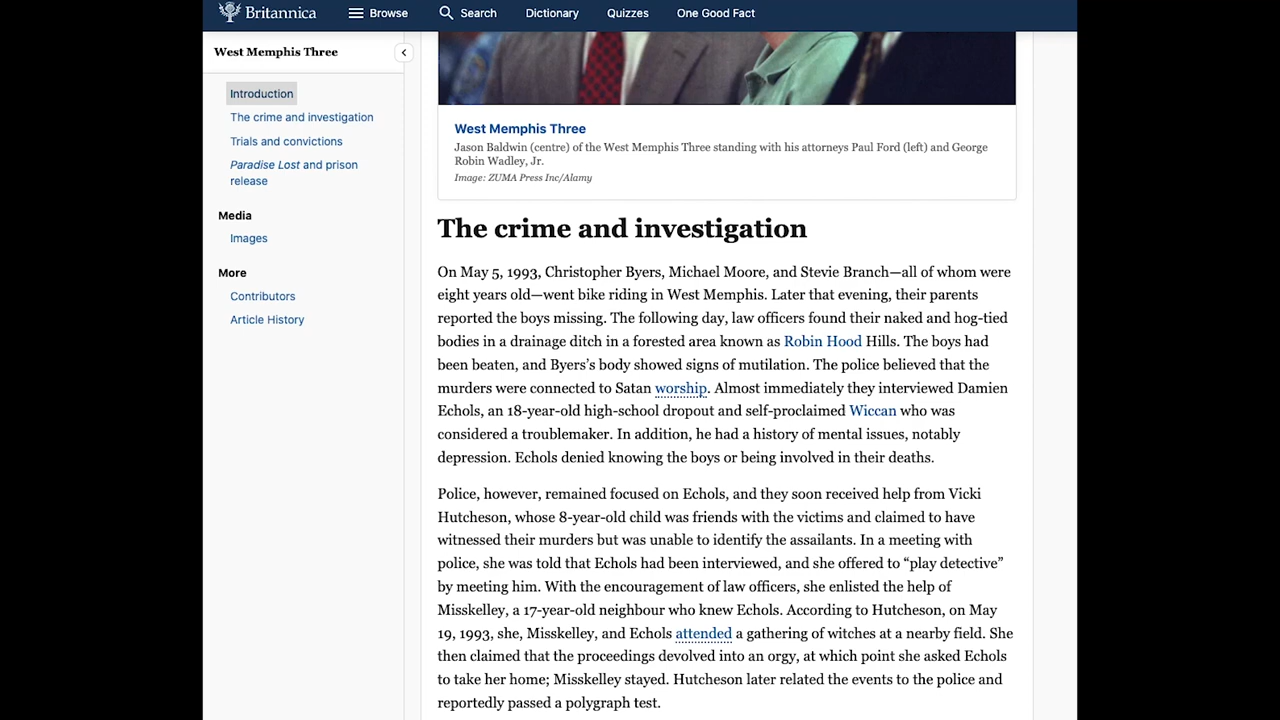 Britannica Browse Search Dictionary Quizzes One Good Fact
West Memphis Three
Introduction
The crime and investigation
Trials and convictions
Paradise Lost and prison
release
Media
Images
More
Contributors
Article History
West Memphis Three
Jason Baldwin (centre) of the West Memphis Three standing with his attorneys Paul Ford (left) and George
Robin Wadley, Jr.
Image: ZUMA Press Inc/Alamy
The crime and investigation
On May 5, 1993, Christopher Byers, Michael Moore, and Stevie Branch—all of whom were
eight years old—went bike riding in West Memphis. Later that evening, their parents
reported the boys missing. The following day, law officers found their naked and hog-tied
bodies in a drainage ditch in a forested area known as Robin Hood Hills. The boys had
been beaten, and Byers’s body showed signs of mutilation. The police believed that the
murders were connected to Satan worship. Almost immediately they interviewed Damien
Echols, an 18-year-old high-school dropout and self-proclaimed Wiccan who was
considered a troublemaker. In addition, he had a history of mental issues, notably
depression. Echols denied knowing the boys or being involved in their deaths.
Police, however, remained focused on Echols, and they soon received help from Vicki
Hutcheson, whose 8-year-old child was friends with the victims and claimed to have
witnessed their murders but was unable to identify the assailants. In a meeting with
police, she was told that Echols had been interviewed, and she offered to “play detective”
by meeting him. With the encouragement of law officers, she enlisted the help of
Misskelley, a 17-year-old neighbour who knew Echols. According to Hutcheson, on May
19, 1993, she, Misskelley, and Echols attended a gathering of witches at a nearby field. She
then claimed that the proceedings devolved into an orgy, at which point she asked Echols
to take her home; Misskelley stayed. Hutcheson later related the events to the police and
reportedly passed a polygraph test.